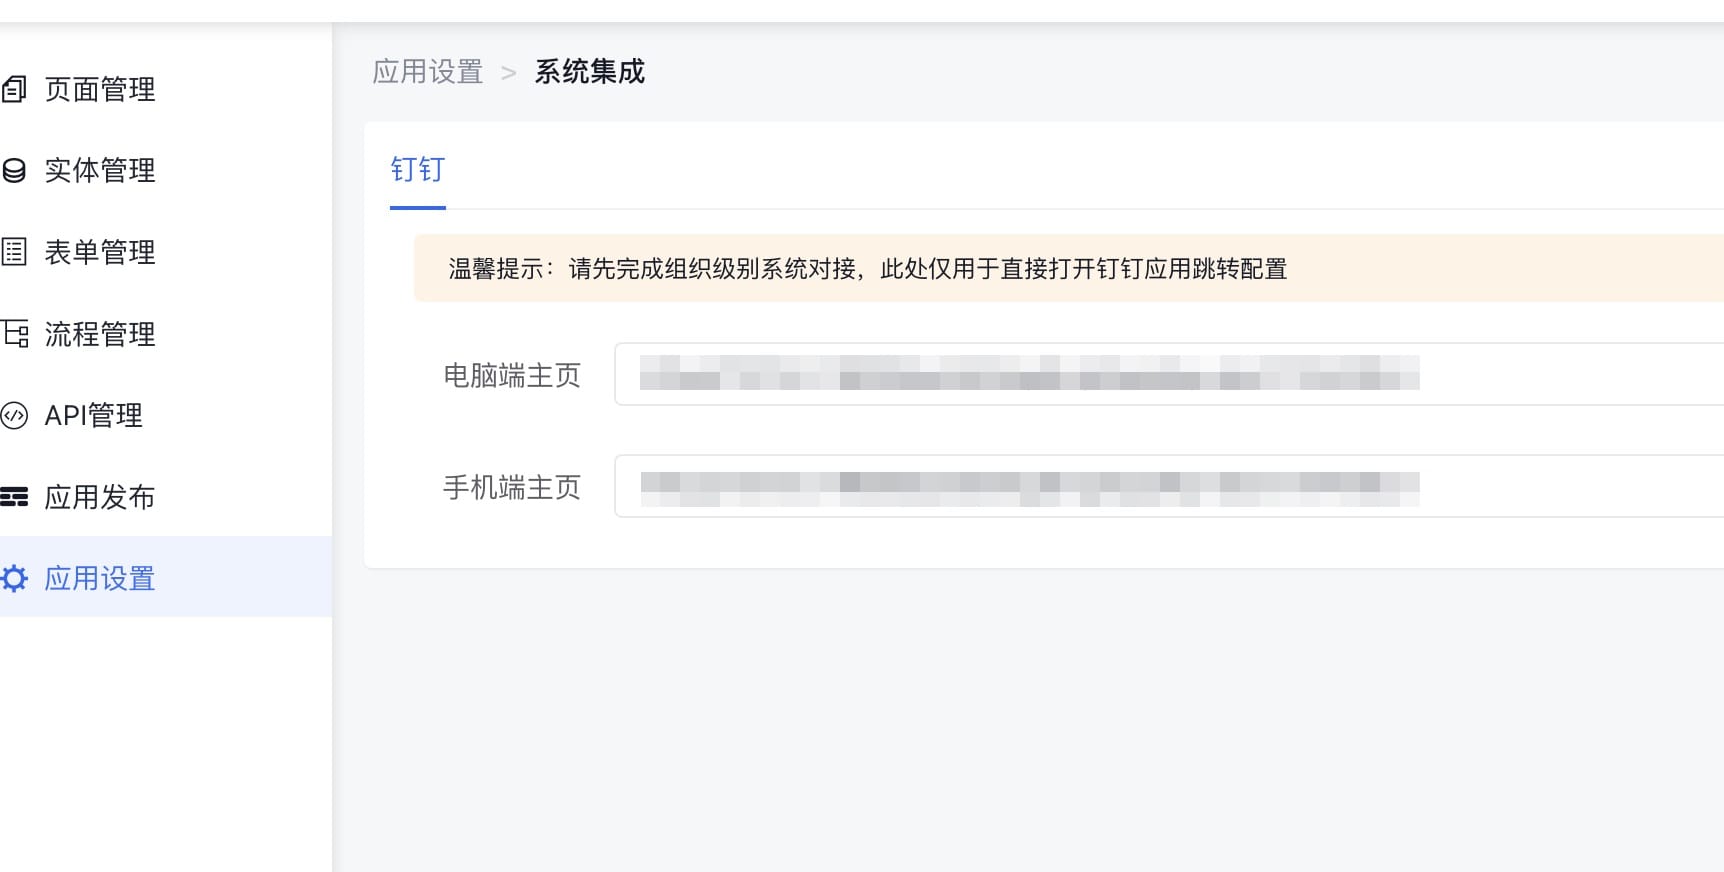 页面管理
实体管理
表单管理
流程管理
API管理
应用发布
应用设置
应用设置 > 系统集成
钉钉
温馨提示：请先完成组织级别系统对接，此处仅用于直接打开钉钉应用跳转配置
电脑端主页
手机端主页